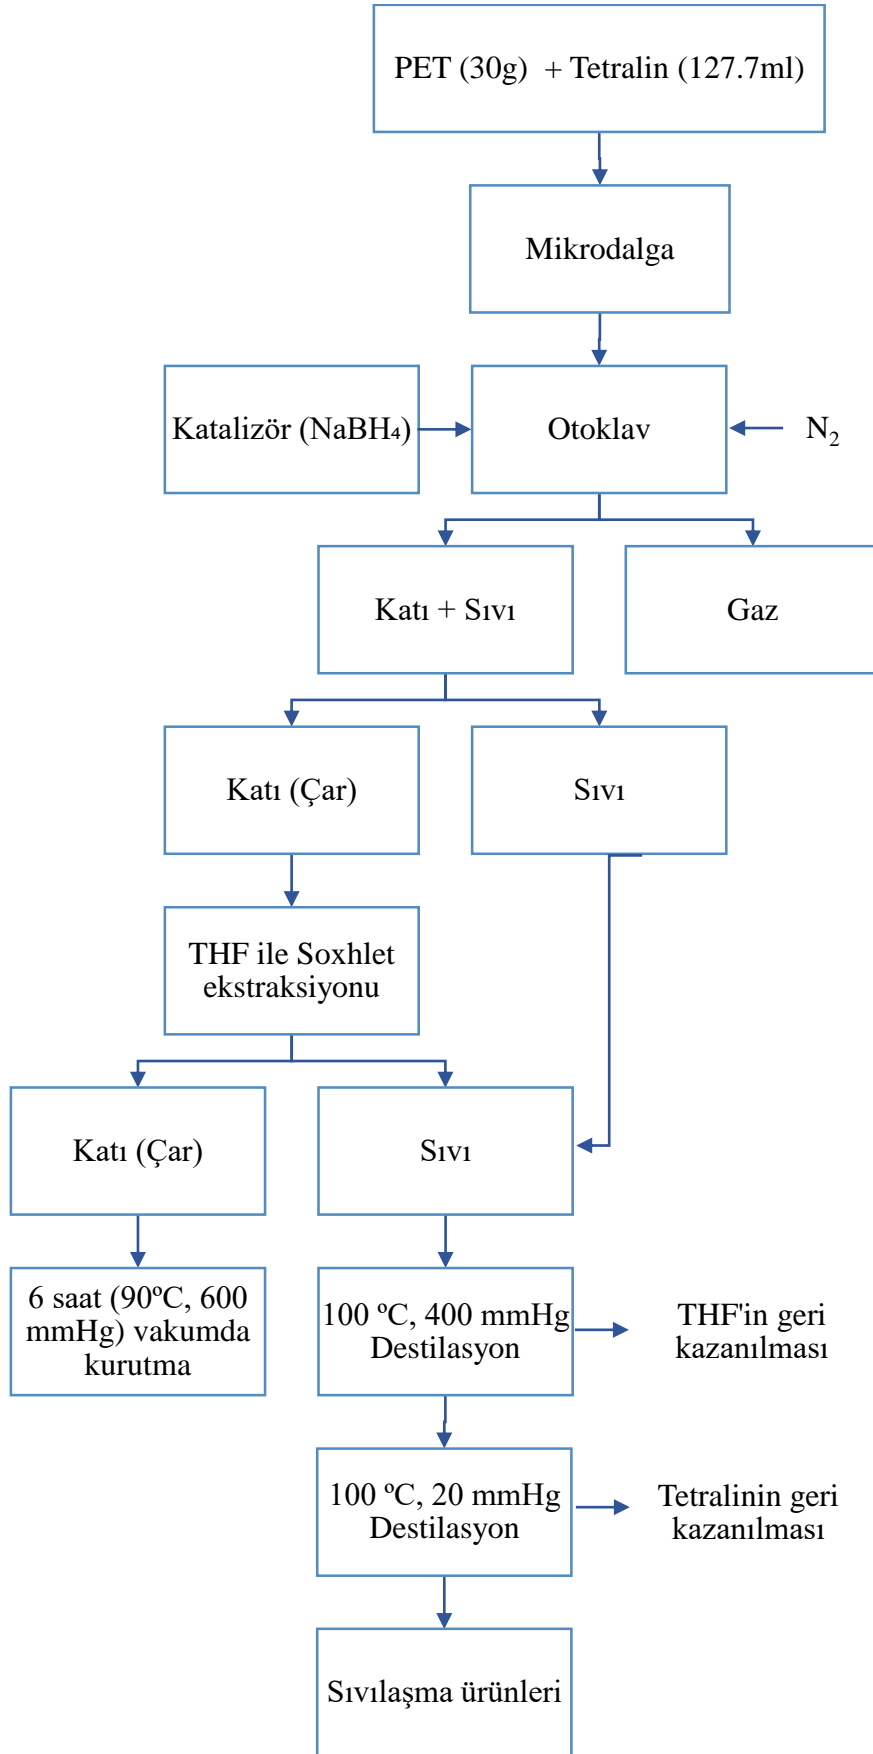 PET (30g)  + Tetralin (127.7ml)
Mikrodalga
Katalizör (NaBH₄)
Otoklav
N₂
Katı + Sıvı
Gaz
Katı (Çar)
Sıvı
THF ile Soxhlet
ekstraksiyonu
Katı (Çar)
Sıvı
6 saat (90ºC, 600
mmHg) vakumda
kurutma
100 ºC, 400 mmHg
Destilasyon
THF'in geri
kazanılması
100 ºC, 20 mmHg
Destilasyon
Tetralinin geri
kazanılması
Sıvılaşma ürünleri